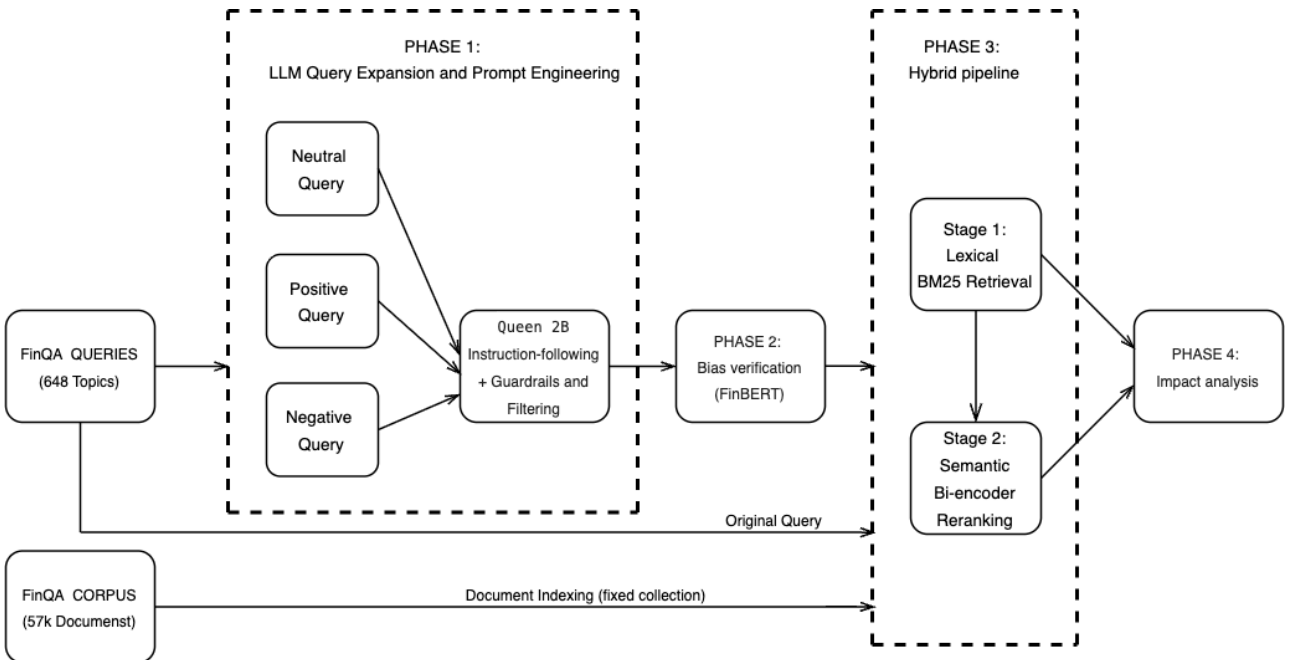 PHASE 1:
LLM Query Expansion and Prompt Engineering
Neutral
Query
Positive
Query
Negative
Query
Queen 2B
Instruction-following
+ Guardrails and
Filtering
FinQA QUERIES
(648 Topics)
PHASE 2:
Bias verification
(FinBERT)
PHASE 3:
Hybrid pipeline
Stage 1:
Lexical
BM25 Retrieval
Stage 2:
Semantic
Bi-encoder
Reranking
PHASE 4:
Impact analysis
Original Query
FinQA CORPUS
(57k Documenst)
Document Indexing (fixed collection)